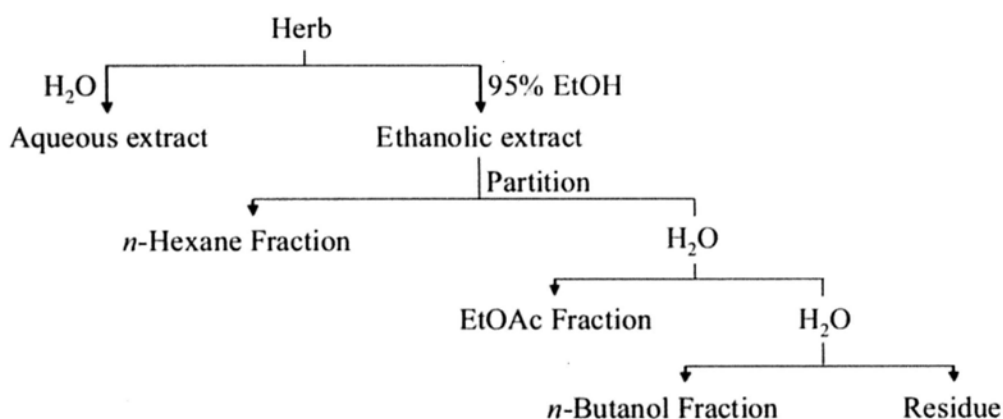 Herb
H₂O 95% EtOH
Aqueous extract Ethanolic extract
Partition
n-Hexane Fraction H₂O
EtOAc Fraction H₂O
n-Butanol Fraction Residue